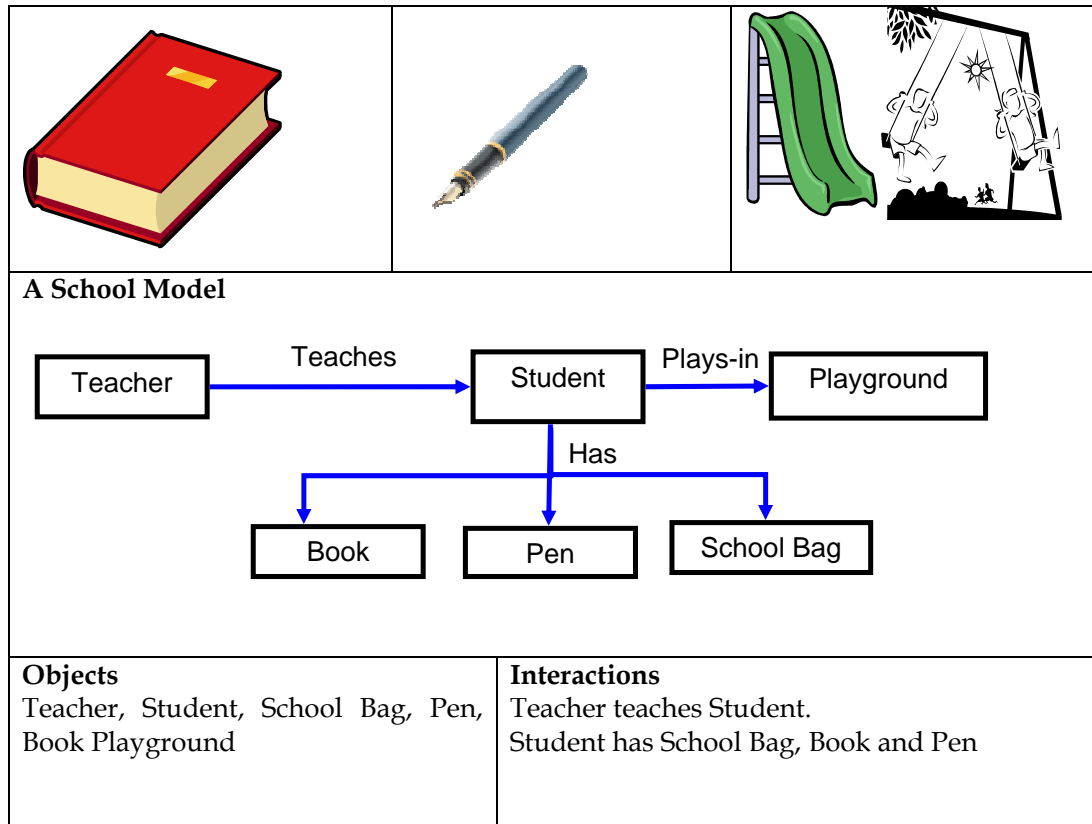 A School Model
Teaches
Plays-in
Teacher
Student
Playground
Has
Book
Pen
School Bag
Objects
Teacher, Student, School Bag, Pen,
Book Playground
Interactions
Teacher teaches Student.
Student has School Bag, Book and Pen